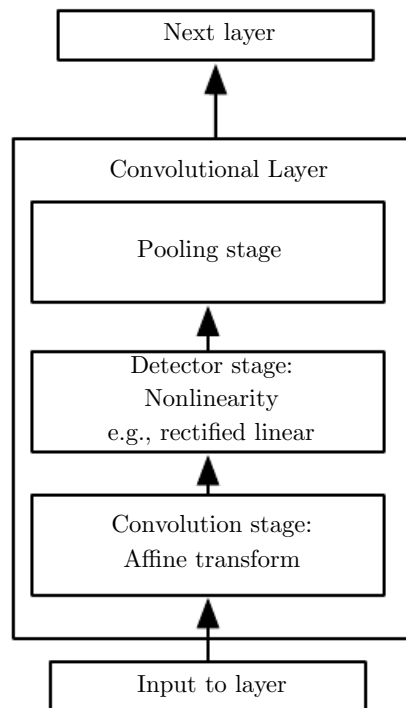 Next layer
Convolutional Layer
Pooling stage
Detector stage:
Nonlinearity
e.g., rectified linear
Convolution stage:
Affine transform
Input to layer